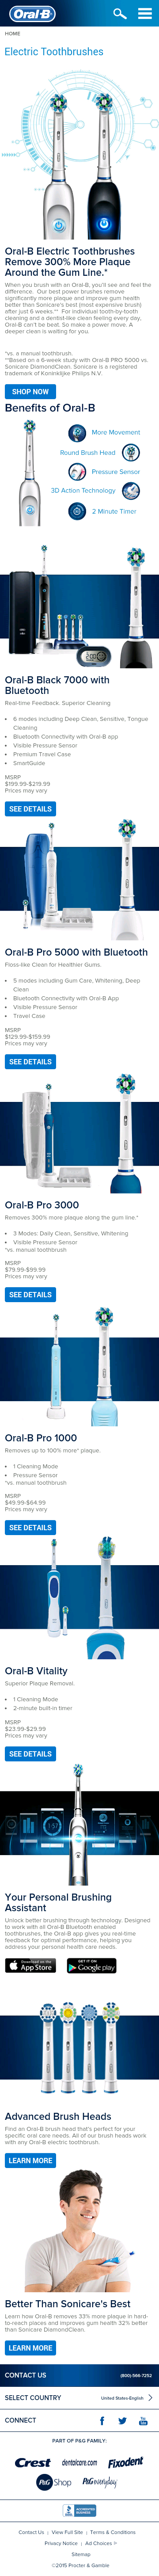 Oral-B
HOME
Electric Toothbrushes
Oral-B Electric Toothbrushes
Remove 300% More Plaque
Around the Gum Line.*
When you brush with an Oral-B, you'll see and feel the
difference. Our best power brushes remove
significantly more plaque and improve gum health
better than Sonicare's best, most expensive brush
after just 6 weeks.** For individual tooth-by-tooth
cleaning and a dentist-like clean feeling every day,
Oral-B can't be beat. So make a power move. A
deeper clean is waiting for you.
*vs. a manual toothbrush.
**Based on a 6-week study with Oral-B PRO 5000 vs.
Sonicare DiamondClean. Sonicare is a registered
trademark of Koninklijke Philips N.V.
SHOP NOW
Benefits of Oral-B
More Movement
Round Brush Head
Pressure Sensor
3D Action Technology
2 Minute Timer
Oral-B Black 7000 with
Bluetooth
Real-time Feedback. Superior Cleaning
• 6 modes including Deep Clean, Sensitive, Tongue
Cleaning
• Bluetooth Connectivity with Oral-B app
• Visible Pressure Sensor
• Premium Travel Case
• SmartGuide
MSRP
$199.99-$219.99
Prices may vary
SEE DETAILS
Oral-B Pro 5000 with Bluetooth
Floss-like Clean for Healthier Gums.
• 5 modes including Gum Care, Whitening, Deep
Clean
• Bluetooth Connectivity with Oral-B App
• Visible Pressure Sensor
• Travel Case
MSRP
$129.99-$159.99
Prices may vary
SEE DETAILS
Oral-B Pro 3000
Removes 300% more plaque along the gum line.*
• 3 Modes: Daily Clean, Sensitive, Whitening
• Visible Pressure Sensor
*vs. manual toothbrush
MSRP
$79.99-$99.99
Prices may vary
SEE DETAILS
Oral-B Pro 1000
Removes up to 100% more* plaque.
• 1 Cleaning Mode
• Pressure Sensor
*vs. manual toothbrush
MSRP
$49.99-$64.99
Prices may vary
SEE DETAILS
Oral-B Vitality
Superior Plaque Removal.
• 1 Cleaning Mode
• 2-minute built-in timer
MSRP
$23.99-$29.99
Prices may vary
SEE DETAILS
Your Personal Brushing
Assistant
Unlock better brushing through technology. Designed
to work with all Oral-B Bluetooth enabled
toothbrushes, the Oral-B app gives you real-time
feedback for optimal performance, helping you
address your personal health care needs.
Download on the
App Store
GET IT ON
Google play
Advanced Brush Heads
Find an Oral-B brush head that's perfect for your
specific oral care needs. All of our brush heads work
with any Oral-B electric toothbrush.
LEARN MORE
Better Than Sonicare's Best
Learn how Oral-B removes 33% more plaque in hard-
to-reach places and improves gum health 32% better
than Sonicare DiamondClean.
LEARN MORE
CONTACT US (800)-566-7252
SELECT COUNTRY United States-English
CONNECT
PART OF P&G FAMILY:
Crest dentalcare.com Fixodent
P&G Shop P&G everyday
ACCREDITED
BUSINESS
Contact Us | View Full Site | Terms & Conditions
Privacy Notice | Ad Choices
Sitemap
©2015 Procter & Gamble